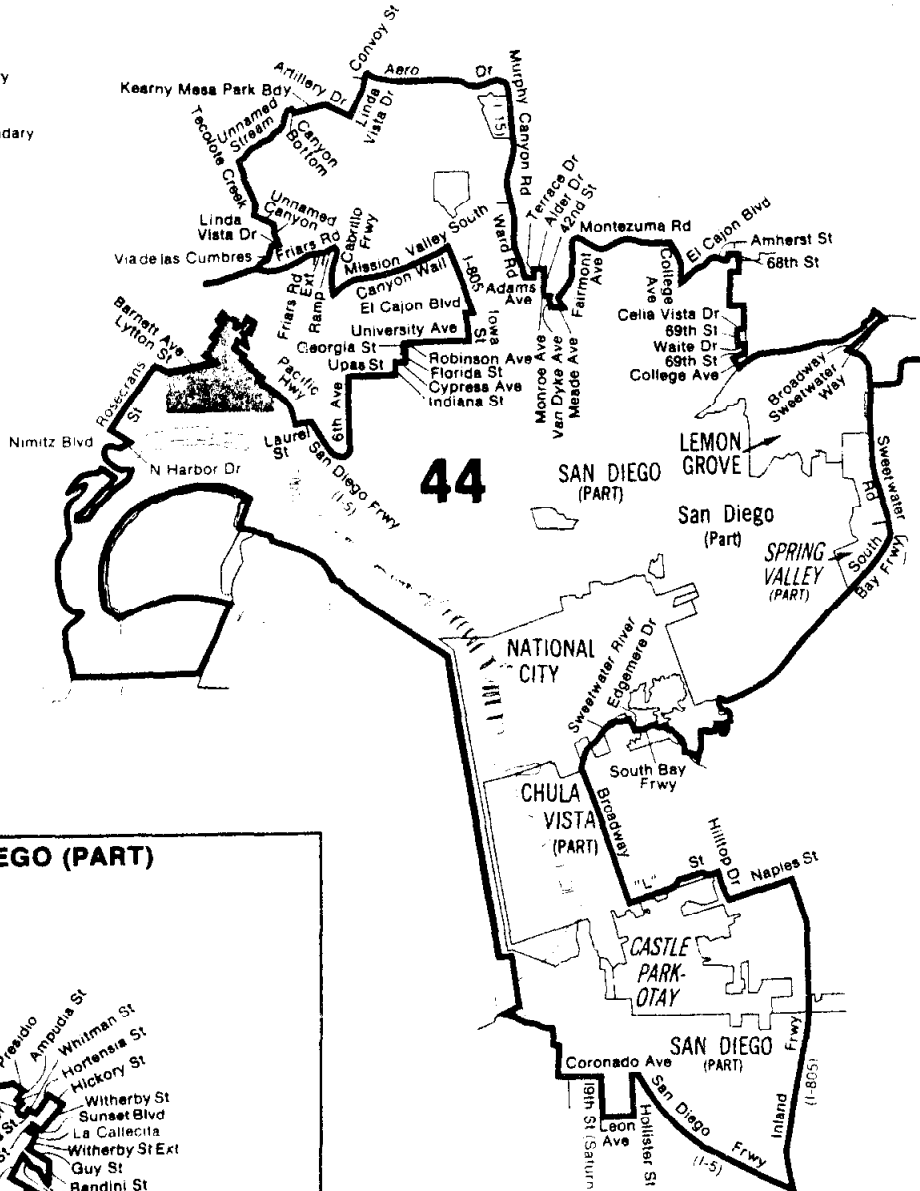 y
dary
Kearny Mesa Park Bdy
Artillery Dr
Convoy St
Linda
Vista Dr
Aero Dr
Murphy Canyon Rd
(I-15)
Tecolote Creek
Unnamed
Stream
Canyon
Bottom
Unnamed
Canyon
Linda
Vista Dr
Via de las Cumbres
Friars Rd
Friars Rd
Ext
Ramp
Cabrillo
Frwy
Mission Valley South
Canyon Wall
I-805
El Cajon Blvd
Iowa
St
University Ave
Georgia St
Upas St
Robinson Ave
Florida St
Cypress Ave
Indiana St
6th Ave
Ward Rd
Adams
Ave
Terrace Dr
Alder Dr
42nd St
Monroe Ave
Van Dyke Ave
Meade Ave
Fairmont
Ave
Montezuma Rd
College
Ave
El Cajon Blvd
Amherst St
68th St
Celia Vista Dr
69th St
Waite Dr
69th St
College Ave
Broadway
Sweetwater
Way
Sweetwater
Rd
South
Bay Frwy
Barnett Ave
Lytton St
Rosecrans
St
Nimitz Blvd
N Harbor Dr
Pacific
Hwy
Laurel
St
San Diego Frwy
(I-5)
44
SAN DIEGO
(PART)
LEMON
GROVE
San Diego
(Part)
SPRING
VALLEY
(PART)
NATIONAL
CITY
Sweetwater River
Edgemere Dr
South Bay
Frwy
CHULA
VISTA
(PART)
Broadway
"L" St
Hilltop
Dr
Naples St
CASTLE
PARK-
OTAY
SAN DIEGO
(PART)
Inland Frwy
(I-805)
Coronado Ave
19th St (Saturn
Leon
Ave
Hollister St
San Diego Frwy
(I-5)
EGO (PART)
Presidio
Ampudia St
Whitman St
Hortensia St
Hickory St
Witherby St
Sunset Blvd
La Callecita
Witherby St Ext
Guy St
Bandini St